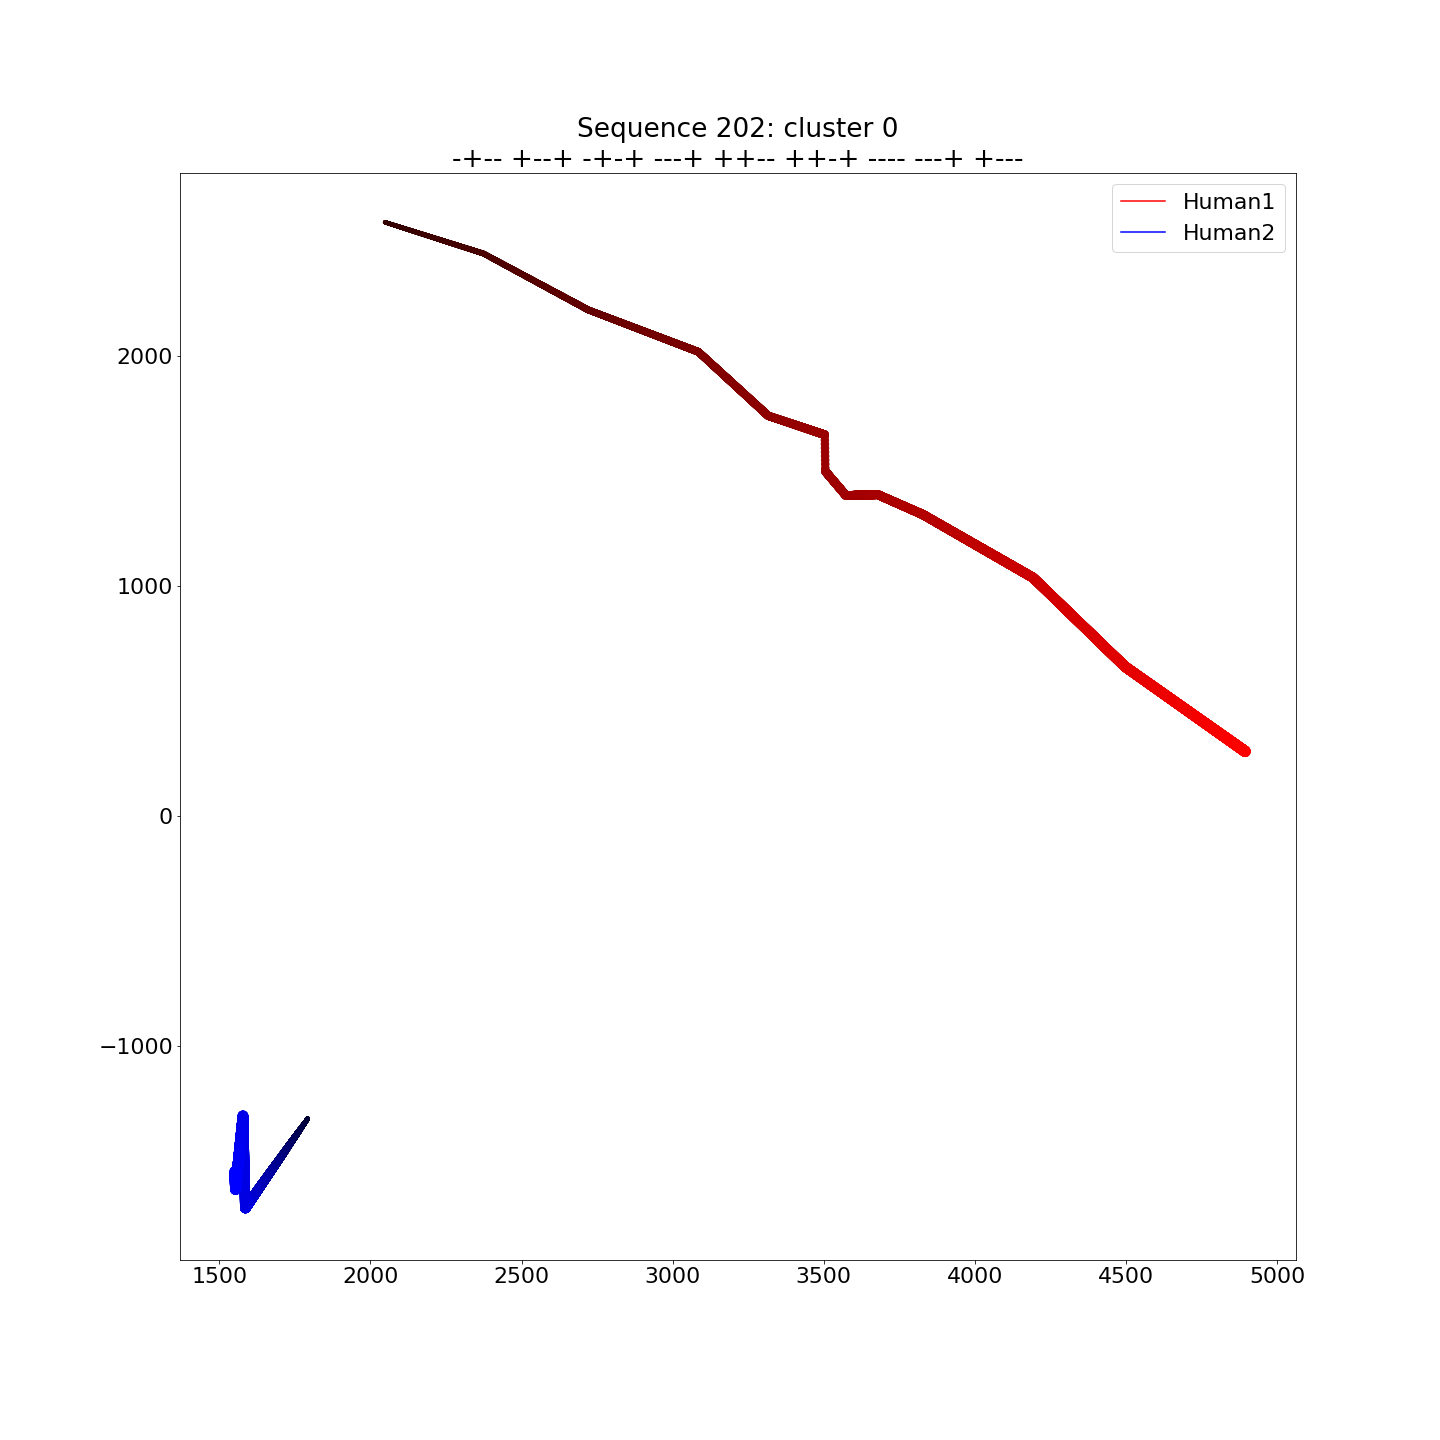 Sequence 202: cluster 0
-+-- +--+ -+-+ ---+ ++-- ++-+ ---- ---+ +---
Human1
Human2
2000
1000
0
−1000
1500 2000 2500 3000 3500 4000 4500 5000